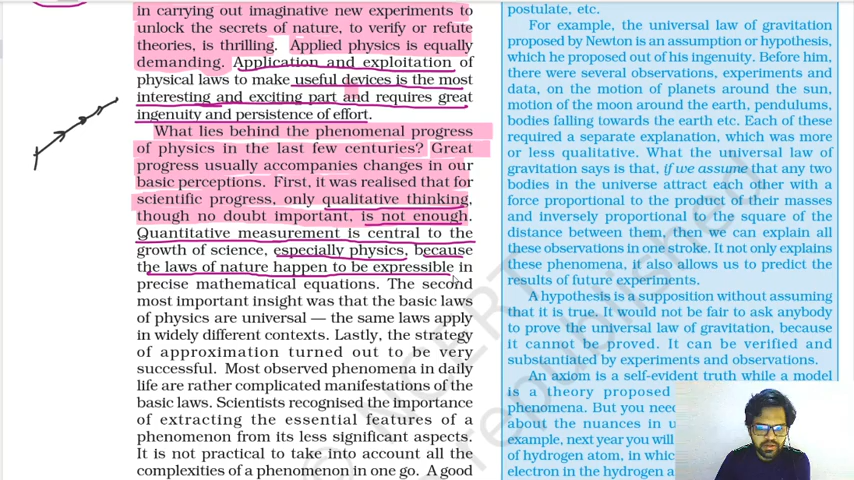 in carrying out imaginative new experiments to
unlock the secrets of nature, to verify or refute
theories, is thrilling. Applied physics is equally
demanding. Application and exploitation of
physical laws to make useful devices is the most
interesting and exciting part and requires great
ingenuity and persistence of effort.
What lies behind the phenomenal progress
of physics in the last few centuries? Great
progress usually accompanies changes in our
basic perceptions. First, it was realised that for
scientific progress, only qualitative thinking,
though no doubt important, is not enough.
Quantitative measurement is central to the
growth of science, especially physics, because
the laws of nature happen to be expressible in
precise mathematical equations. The second
most important insight was that the basic laws
of physics are universal — the same laws apply
in widely different contexts. Lastly, the strategy
of approximation turned out to be very
successful. Most observed phenomena in daily
life are rather complicated manifestations of the
basic laws. Scientists recognised the importance
of extracting the essential features of a
phenomenon from its less significant aspects.
It is not practical to take into account all the
complexities of a phenomenon in one go. A good
postulate, etc.
For example, the universal law of gravitation
proposed by Newton is an assumption or hypothesis,
which he proposed out of his ingenuity. Before him,
there were several observations, experiments and
data, on the motion of planets around the sun,
motion of the moon around the earth, pendulums,
bodies falling towards the earth etc. Each of these
required a separate explanation, which was more
or less qualitative. What the universal law of
gravitation says is that, if we assume that any two
bodies in the universe attract each other with a
force proportional to the product of their masses
and inversely proportional to the square of the
distance between them, then we can explain all
these observations in one stroke. It not only explains
these phenomena, it also allows us to predict the
results of future experiments.
A hypothesis is a supposition without assuming
that it is true. It would not be fair to ask anybody
to prove the universal law of gravitation, because
it cannot be proved. It can be verified and
substantiated by experiments and observations.
An axiom is a self-evident truth while a model
is a theory proposed
phenomena. But you need
about the nuances in u
example, next year you will
of hydrogen atom, in which
electron in the hydrogen a
© NCERT
republished